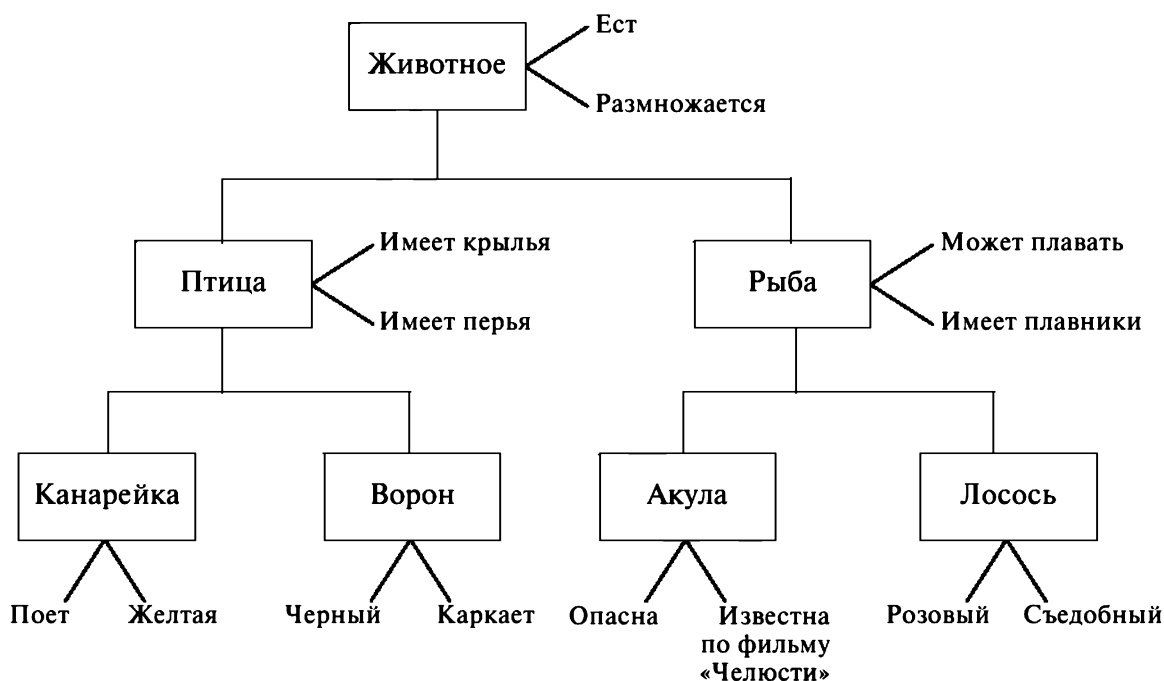 Животное
Ест
Размножается
Птица
Имеет крылья
Имеет перья
Рыба
Может плавать
Имеет плавники
Канарейка
Ворон
Акула
Лосось
Поет
Желтая
Черный
Каркает
Опасна
Известна
по фильму
«Челюсти»
Розовый
Съедобный